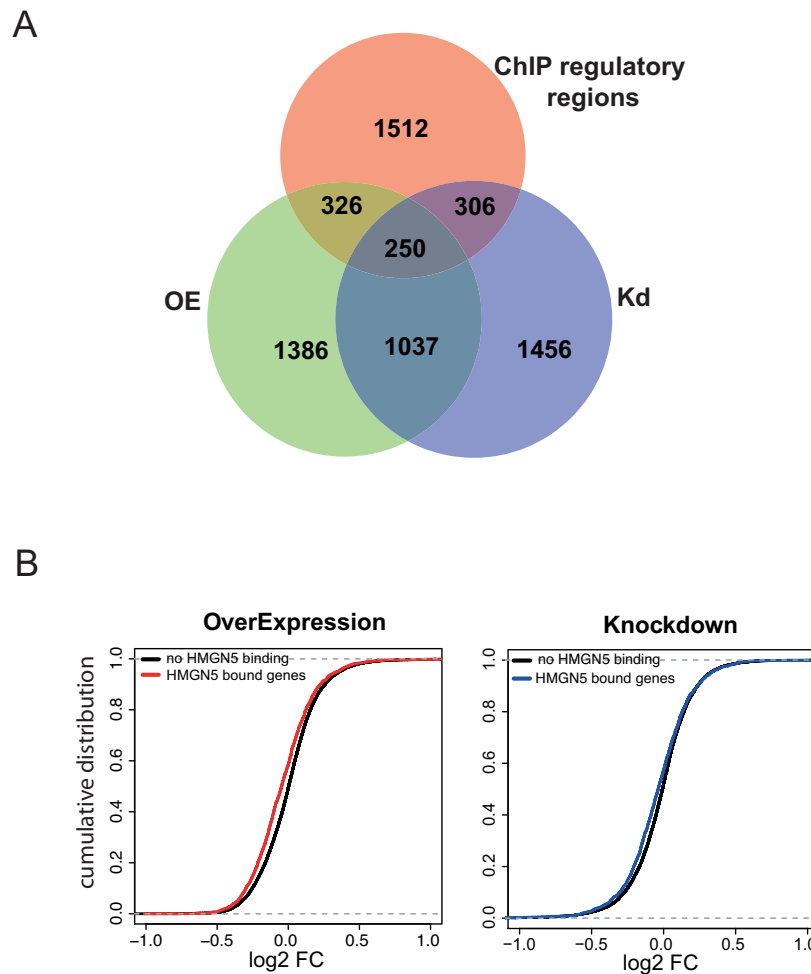 A
ChIP regulatory
regions
1512
326
306
250
OE
Kd
1386
1037
1456
B
OverExpression
Knockdown
cumulative distribution
no HMGN5 binding
HMGN5 bound genes
0.0
0.2
0.4
0.6
0.8
1.0
−1.0
−0.5
0.0
0.5
1.0
log2 FC
no HMGN5 binding
HMGN5 bound genes
0.0
0.2
0.4
0.6
0.8
1.0
−1.0
−0.5
0.0
0.5
1.0
log2 FC